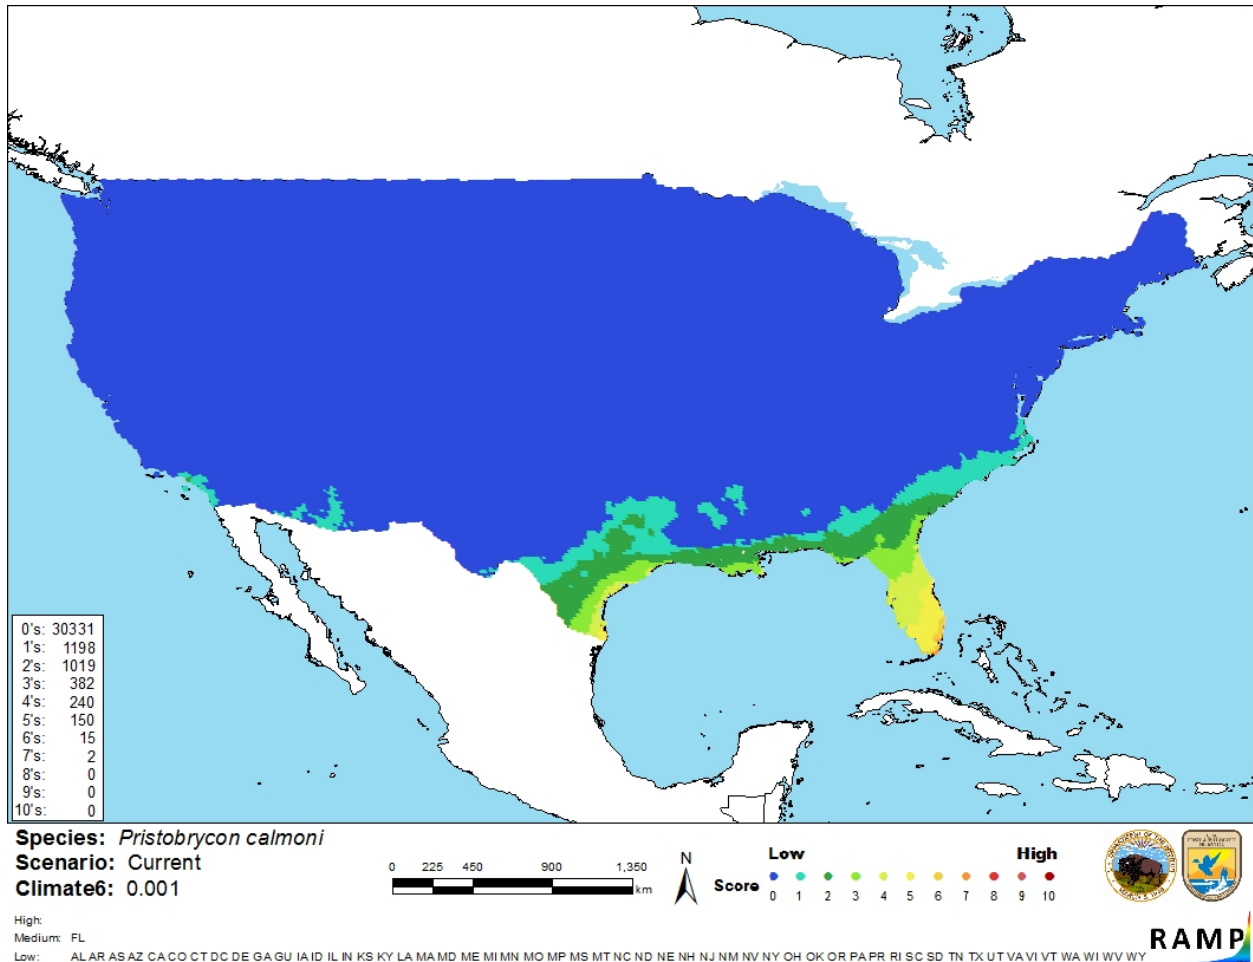 0's: 30331
1's: 1198
2's: 1019
3's: 382
4's: 240
5's: 150
6's: 15
7's: 2
8's: 0
9's: 0
10's: 0
Species: Pristobrycon calmoni
Scenario: Current
Climate6: 0.001
0 225 450 900 1,350
km
N
Low High
Score
0 1 2 3 4 5 6 7 8 9 10
High:
Medium: FL
Low: AL AR AS AZ CA CO CT DC DE GA GU IA ID IL IN KS KY LA MA MD ME MI MN MO MP MS MT NC ND NE NH NJ NM NV NY OH OK OR PA PR RI SC SD TN TX UT VA VI VT WA WI WV WY
RAMP